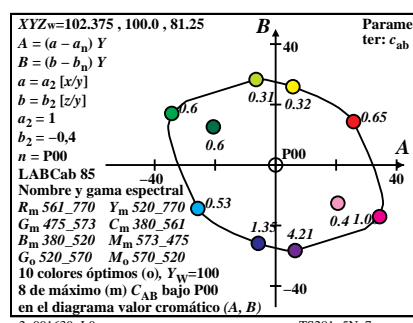 XYZw=102.375 , 100.0 , 81.25
A = (a – an) Y
B = (b – bn) Y
a = a2 [x/y]
b = b2 [z/y]
a2 = 1
b2 = –0,4
n = P00
LABCab 85
Nombre y gama espectral
Rm 561_770 Ym 520_770
Gm 475_573 Cm 380_561
Bm 380_520 Mm 573_475
Go 520_570 Mo 570_520
10 colores óptimos (o), YW=100
8 de máximo (m) CAB bajo P00
en el diagrama valor cromático (A, B)
Parame
ter: cab
B
40
0.31
0.32
0.6
0.65
0.6
P00
A
–40
40
0.53
0.4
1.0
1.35
4.21
–40